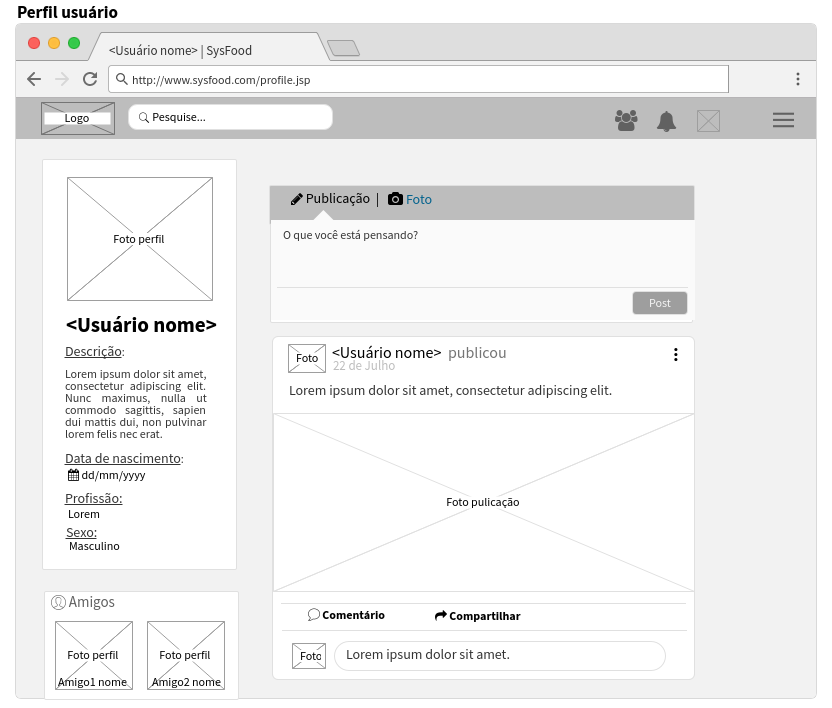 Perfil usuário
<Usuário nome> | SysFood
http://www.sysfood.com/profile.jsp
Logo
Pesquise...
Foto perfil
<Usuário nome>
Descrição:
Lorem ipsum dolor sit amet,
consectetur adipiscing elit.
Nunc maximus, nulla ut
commodo sagittis, sapien
dui mattis dui, non pulvinar
lorem felis nec erat.
Data de nascimento:
dd/mm/yyyy
Profissão:
Lorem
Sexo:
Masculino
Amigos
Foto perfil
Amigo1 nome
Foto perfil
Amigo2 nome
Publicação | Foto
O que você está pensando?
Post
Foto
<Usuário nome> publicou
22 de Julho
Lorem ipsum dolor sit amet, consectetur adipiscing elit.
Foto pulicação
Comentário
Compartilhar
Foto
Lorem ipsum dolor sit amet.